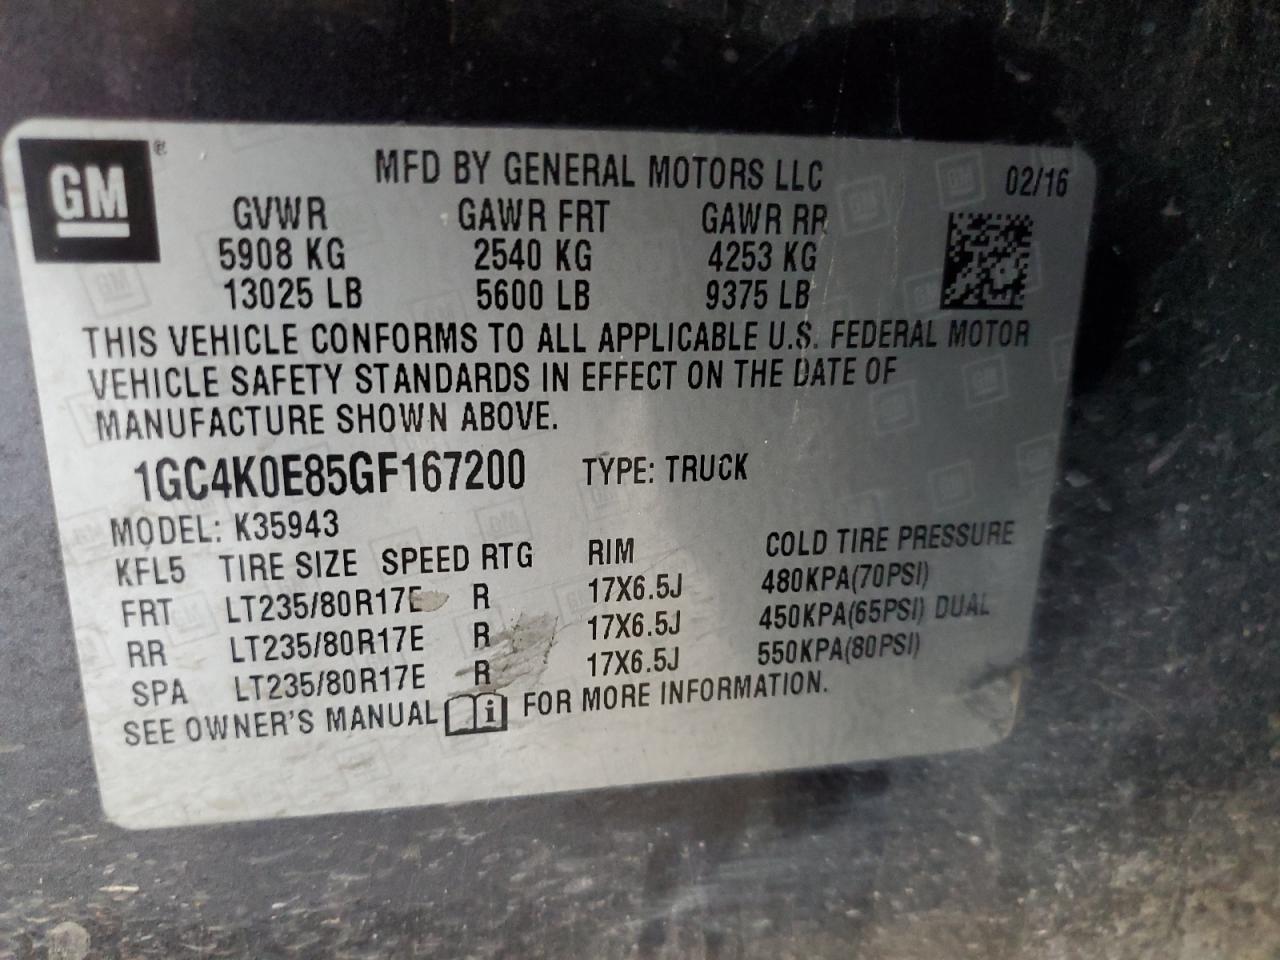 GM ®
MFD BY GENERAL MOTORS LLC 02/16
GVWR GAWR FRT GAWR RR
5908 KG 2540 KG 4253 KG
13025 LB 5600 LB 9375 LB
THIS VEHICLE CONFORMS TO ALL APPLICABLE U.S. FEDERAL MOTOR
VEHICLE SAFETY STANDARDS IN EFFECT ON THE DATE OF
MANUFACTURE SHOWN ABOVE.
1GC4K0E85GF167200 TYPE: TRUCK
MODEL: K35943
KFL5 TIRE SIZE SPEED RTG RIM COLD TIRE PRESSURE
FRT LT235/80R17E R 17X6.5J 480KPA(70PSI)
RR LT235/80R17E R 17X6.5J 450KPA(65PSI) DUAL
SPA LT235/80R17E R 17X6.5J 550KPA(80PSI)
SEE OWNER'S MANUAL i FOR MORE INFORMATION.